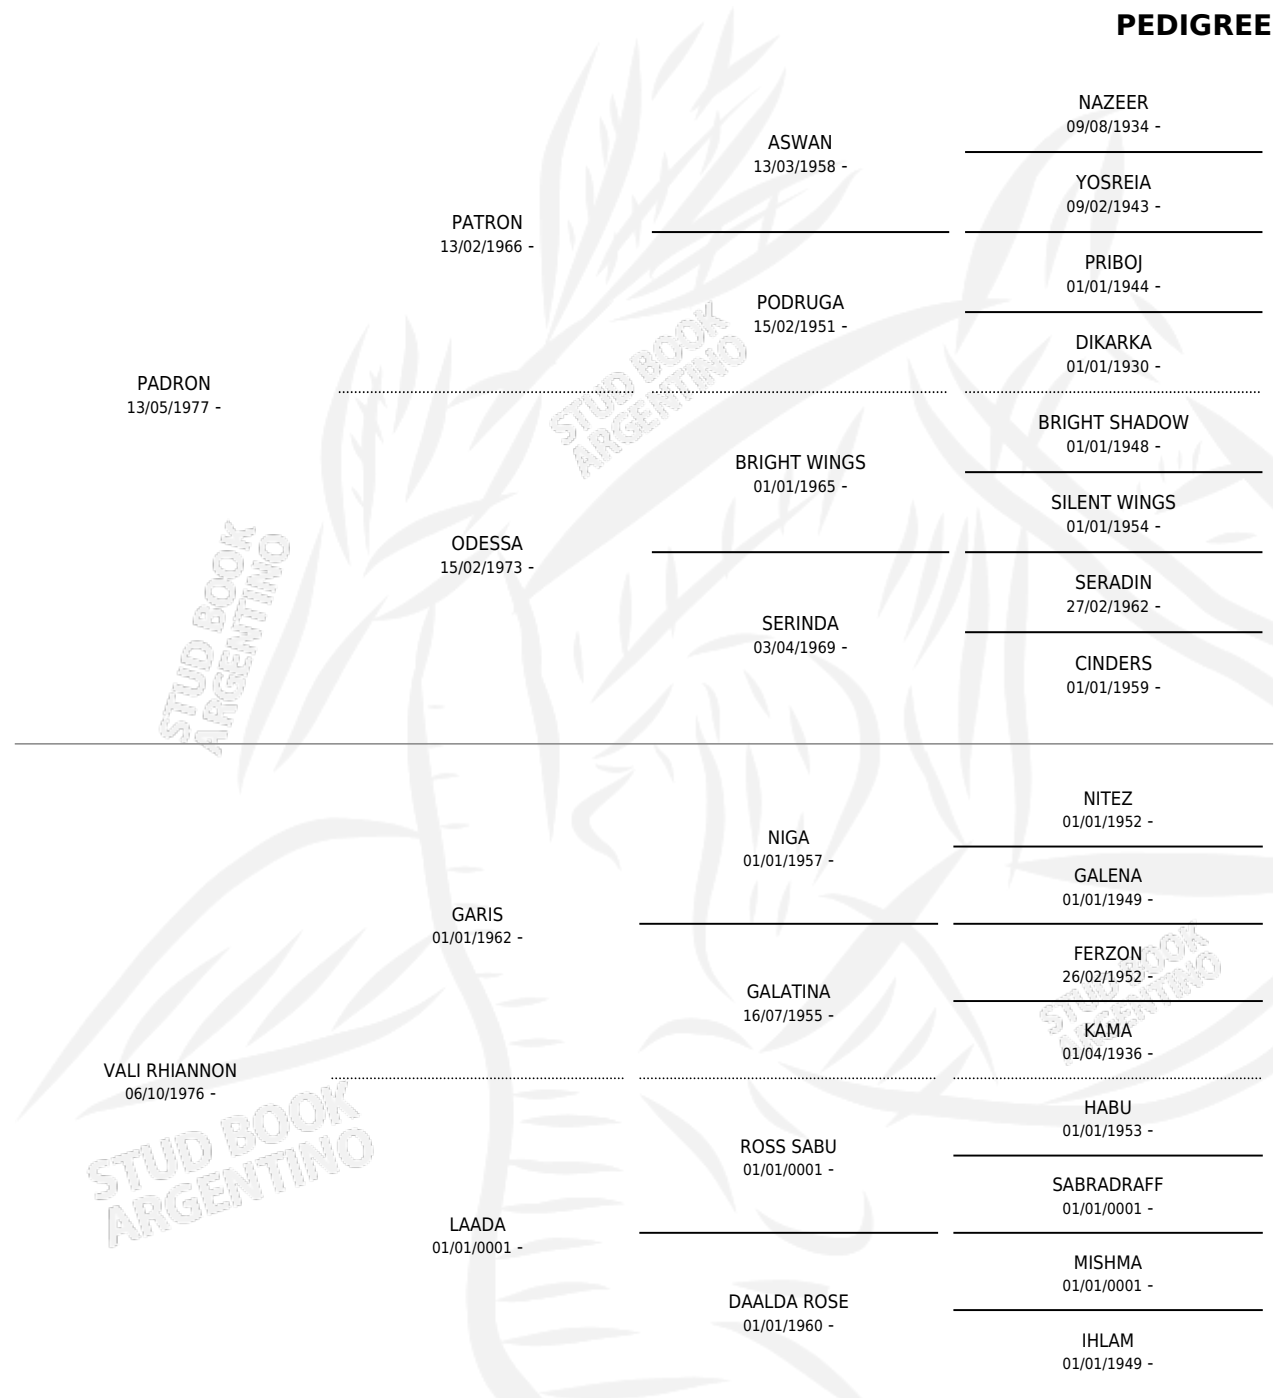 PEDIGREE
NAZEER
09/08/1934 -
ASWAN
13/03/1958 -
YOSREIA
09/02/1943 -
PATRON
13/02/1966 -
PRIBOJ
01/01/1944 -
PODRUGA
15/02/1951 -
DIKARKA
01/01/1930 -
PADRON
13/05/1977 -
BRIGHT SHADOW
01/01/1948 -
BRIGHT WINGS
01/01/1965 -
SILENT WINGS
01/01/1954 -
ODESSA
15/02/1973 -
SERADIN
27/02/1962 -
SERINDA
03/04/1969 -
CINDERS
01/01/1959 -
NITEZ
01/01/1952 -
NIGA
01/01/1957 -
GALENA
01/01/1949 -
GARIS
01/01/1962 -
FERZON
26/02/1952 -
GALATINA
16/07/1955 -
KAMA
01/04/1936 -
VALI RHIANNON
06/10/1976 -
HABU
01/01/1953 -
ROSS SABU
01/01/0001 -
SABRADRAFF
01/01/0001 -
LAADA
01/01/0001 -
MISHMA
01/01/0001 -
DAALDA ROSE
01/01/1960 -
IHLAM
01/01/1949 -
STUD BOOK
ARGENTINO
STUD BOOK
ARGENTINO
STUD BOOK
ARGENTINO
STUD BOOK
ARGENTINO